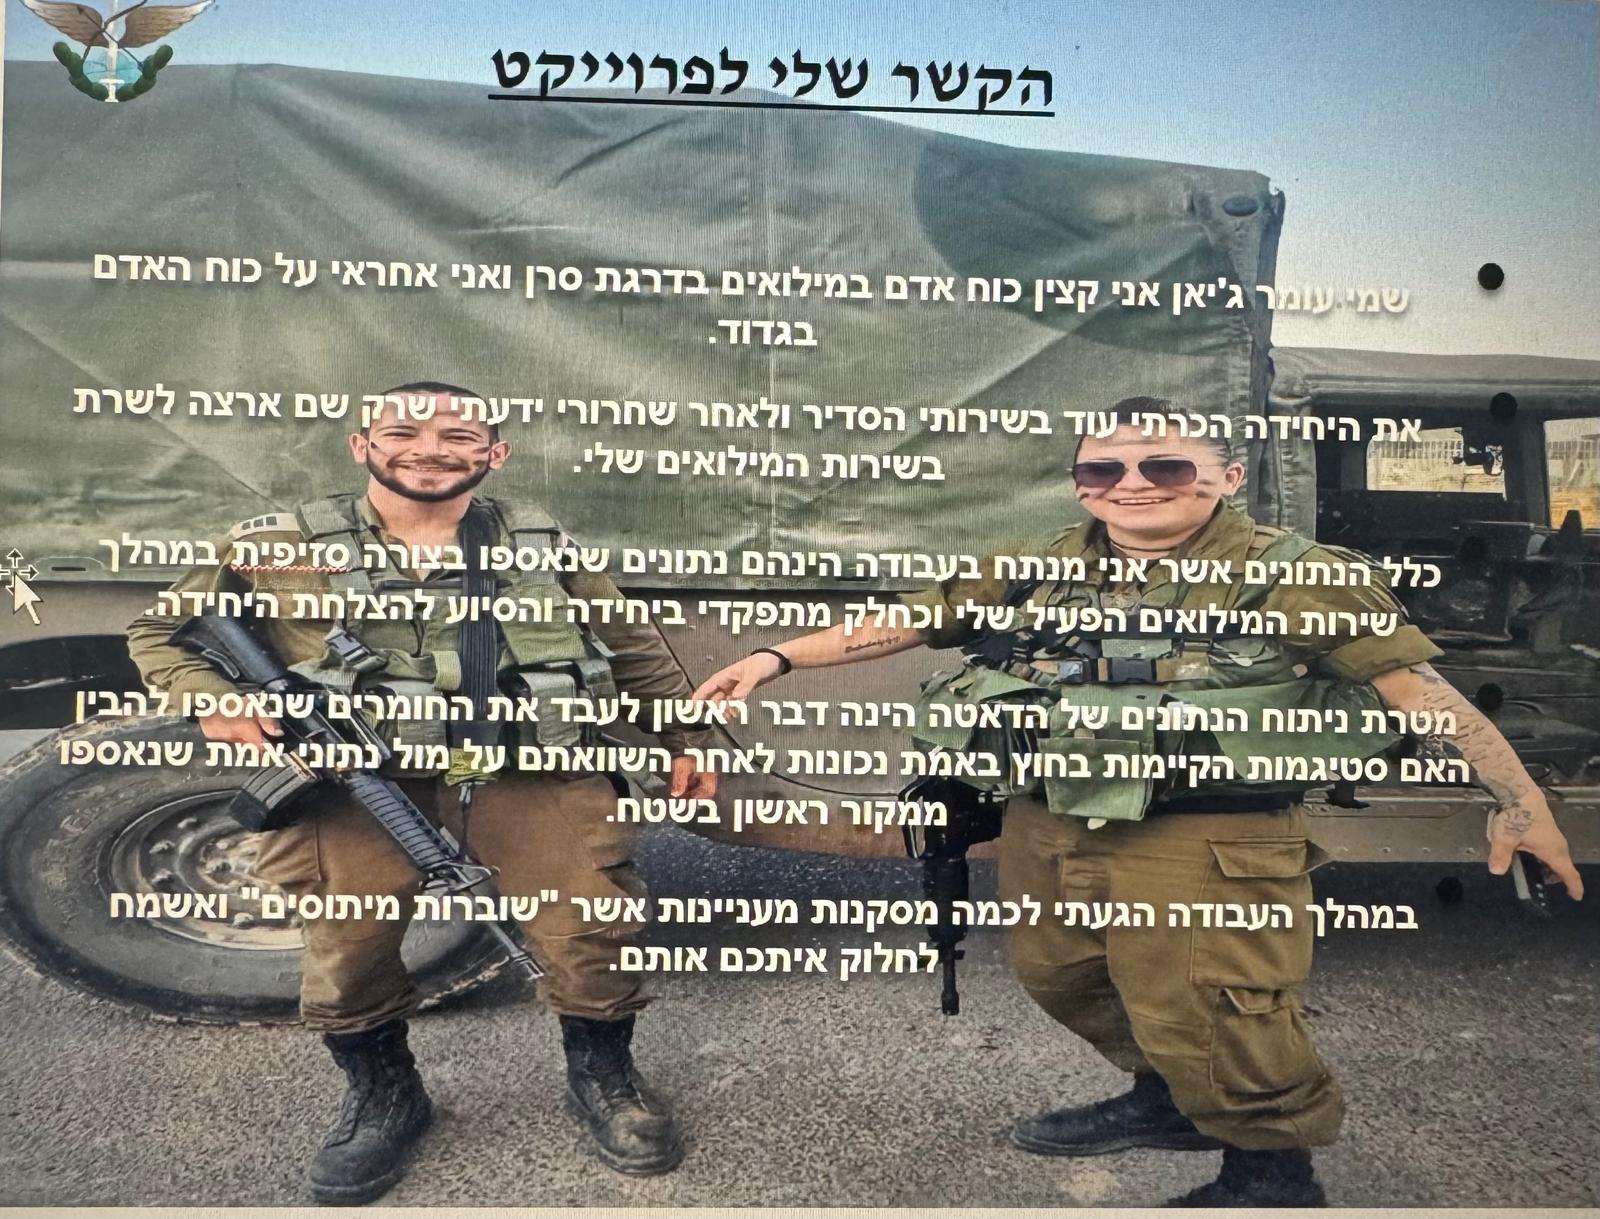 הקשר שלי לפרוייקט
שמי עומר ג'יאן אני קצין כוח אדם במילואים בדרגת סרן ואני אחראי על כוח האדם
בגדוד.
את היחידה הכרתי עוד בשירותי הסדיר ולאחר שחרורי ידעתי שרק שם ארצה לשרת
בשירות המילואים שלי.
כלל הנתונים אשר אני מנתח בעבודה הינהם נתונים שנאספו בצורה סזיפית במהלך
שירות המילואים הפעיל שלי וכחלק מתפקדי ביחידה והסיוע להצלחת היחידה.
מטרת ניתוח הנתונים של הדאטה הינה דבר ראשון לעבד את החומרים שנאספו להבין
האם סטיגמות הקיימות בחוץ באמת נכונות לאחר השוואתם על מול נתוני אמת שנאספו
ממקור ראשון בשטח.
במהלך העבודה הגעתי לכמה מסקנות מעניינות אשר "שוברות מיתוסים" ואשמח
לחלוק איתכם אותם.